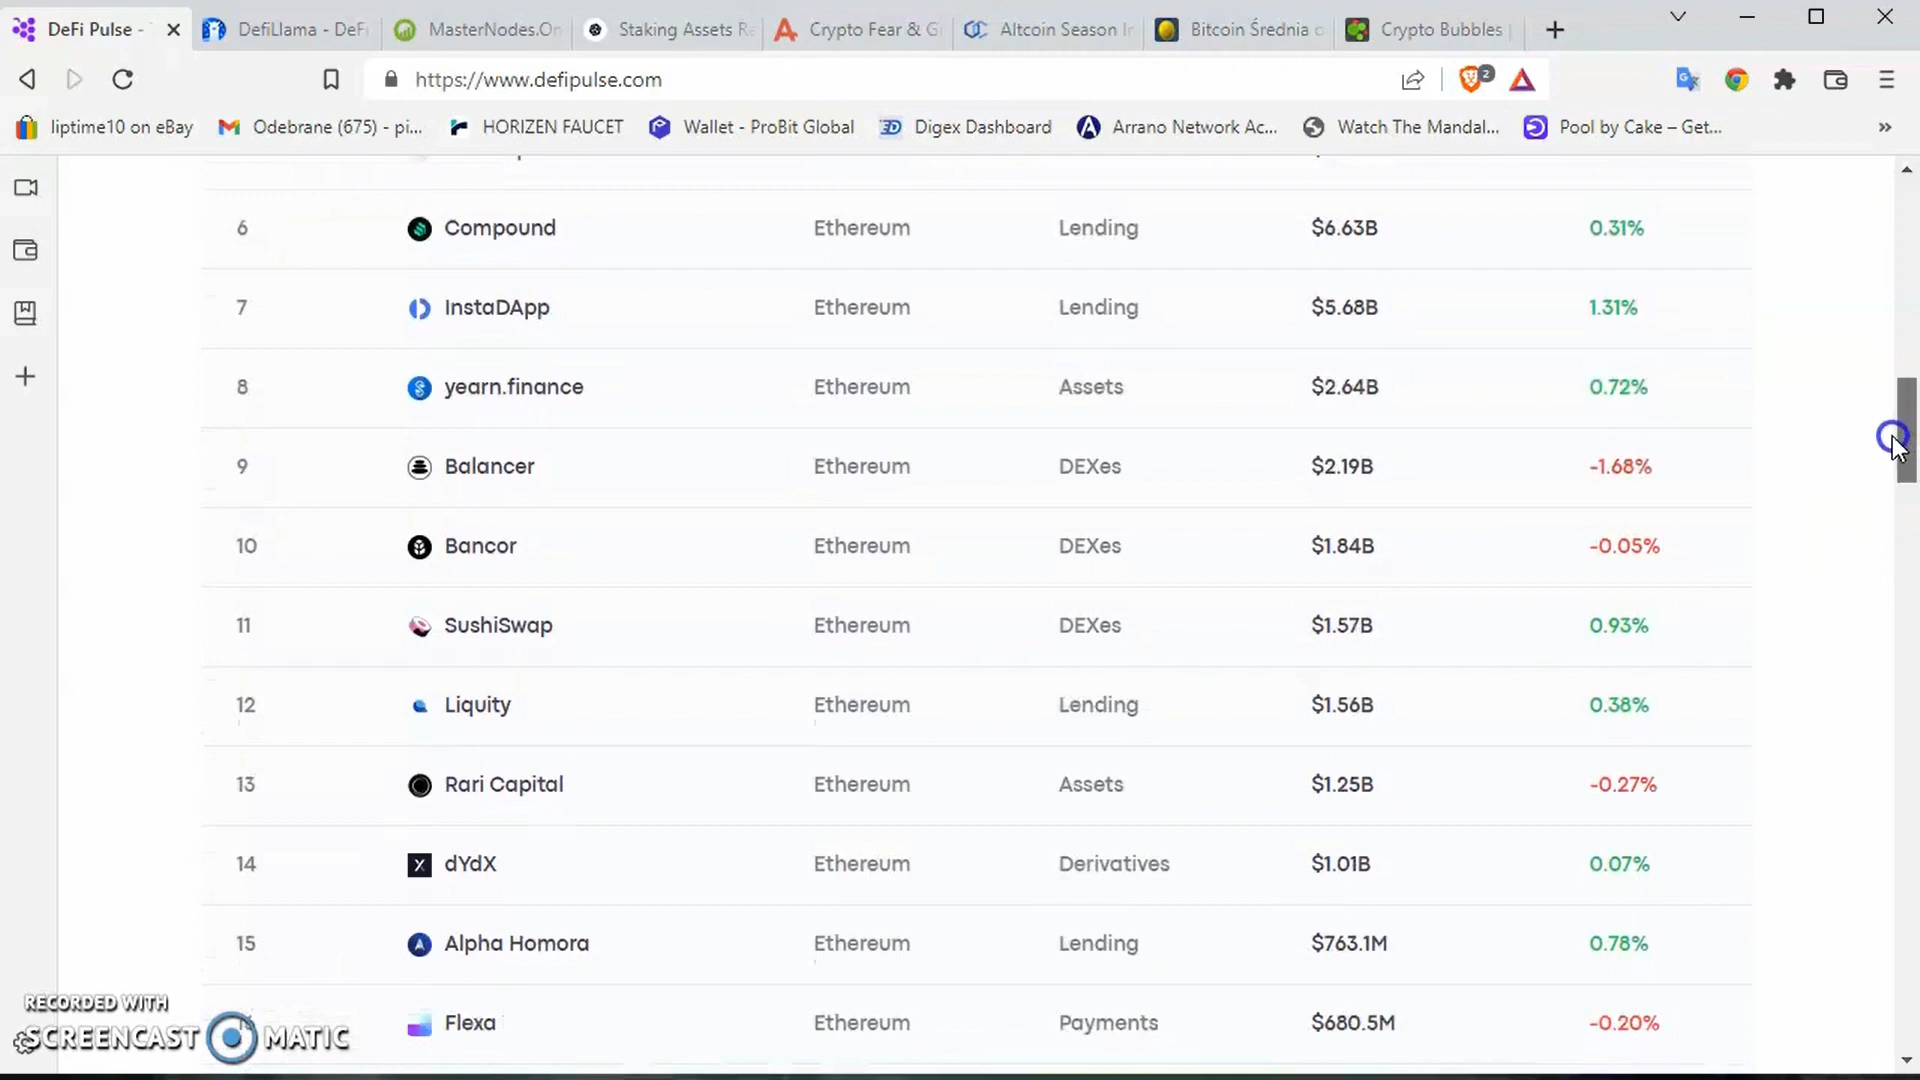 DeFi Pulse - DefiLlama - DeF MasterNodes.On Staking Assets Re Crypto Fear & G Altcoin Season In Bitcoin Średnia o Crypto Bubbles
https://www.defipulse.com 2
liptime10 on eBay Odebrane (675) - pi... HORIZEN FAUCET Wallet - ProBit Global Digex Dashboard Arrano Network Ac... Watch The Mandal... Pool by Cake – Get...
6 Compound Ethereum Lending $6.63B 0.31%
7 InstaDApp Ethereum Lending $5.68B 1.31%
8 yearn.finance Ethereum Assets $2.64B 0.72%
9 Balancer Ethereum DEXes $2.19B -1.68%
10 Bancor Ethereum DEXes $1.84B -0.05%
11 SushiSwap Ethereum DEXes $1.57B 0.93%
12 Liquity Ethereum Lending $1.56B 0.38%
13 Rari Capital Ethereum Assets $1.25B -0.27%
14 dYdX Ethereum Derivatives $1.01B 0.07%
15 Alpha Homora Ethereum Lending $763.1M 0.78%
Flexa Ethereum Payments $680.5M -0.20%
RECORDED WITH
SCREENCAST MATIC